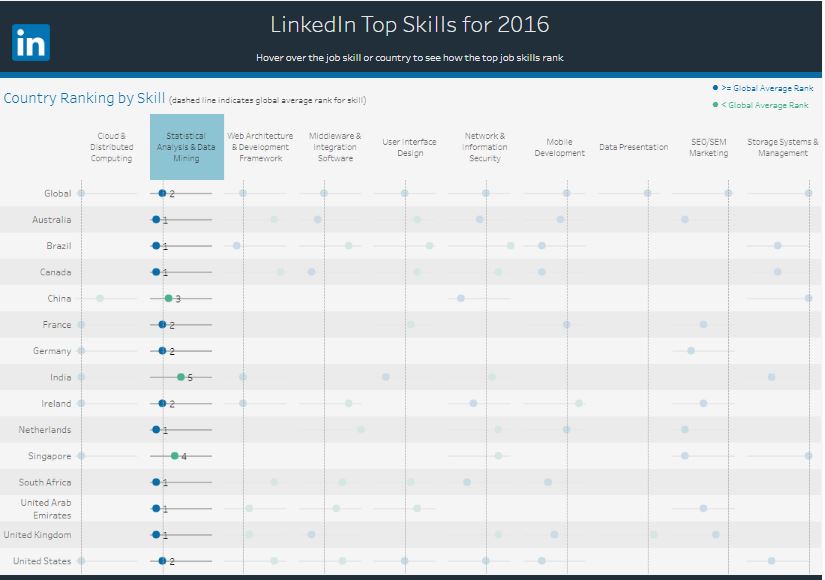 LinkedIn Top Skills for 2016
in
Hover over the job skill or country to see how the top job skills rank
Country Ranking by Skill (dashed line indicates global average rank for skill)
>= Global Average Rank
< Global Average Rank
Cloud &
Distributed
Computing
Statistical
Analysis & Data
Mining
Web Architecture
& Development
Framework
Middleware &
Integration
Software
User Interface
Design
Network &
Information
Security
Mobile
Development
Data Presentation
SEO/SEM
Marketing
Storage Systems &
Management
Global 2
Australia 1
Brazil 1
Canada 1
China 3
France 2
Germany 2
India 5
Ireland 2
Netherlands 1
Singapore 4
South Africa 1
United Arab
Emirates 1
United Kingdom 1
United States 2